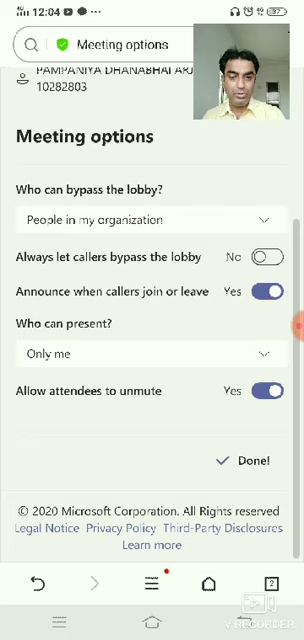 12:04
37
Meeting options
PAMPANIYA DHANABHAI ARJ
10282803
Meeting options
Who can bypass the lobby?
People in my organization
Always let callers bypass the lobby No
Announce when callers join or leave Yes
Who can present?
Only me
Allow attendees to unmute Yes
Done!
© 2020 Microsoft Corporation. All Rights reserved
Legal Notice Privacy Policy Third-Party Disclosures
Learn more
2
V.RECORDER